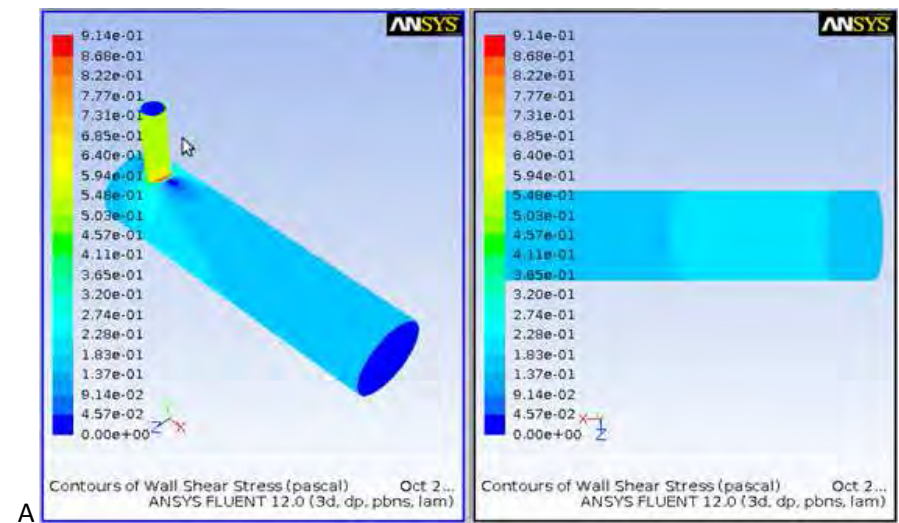 ANSYS
9.14e-01
8.68e-01
8.22e-01
7.77e-01
7.31e-01
6.85e-01
6.40e-01
5.94e-01
5.48e-01
5.03e-01
4.57e-01
4.11e-01
3.65e-01
3.20e-01
2.74e-01
2.28e-01
1.83e-01
1.37e-01
9.14e-02
4.57e-02
0.00e+00
Z X
Contours of Wall Shear Stress (pascal) Oct 2...
ANSYS FLUENT 12.0 (3d, dp, pbns, lam)
ANSYS
9.14e-01
8.68e-01
8.22e-01
7.77e-01
7.31e-01
6.85e-01
6.40e-01
5.94e-01
5.48e-01
5.03e-01
4.57e-01
4.11e-01
3.65e-01
3.20e-01
2.74e-01
2.28e-01
1.83e-01
1.37e-01
9.14e-02
4.57e-02
0.00e+00
X
Z
Contours of Wall Shear Stress (pascal) Oct 2...
ANSYS FLUENT 12.0 (3d, dp, pbns, lam)
A